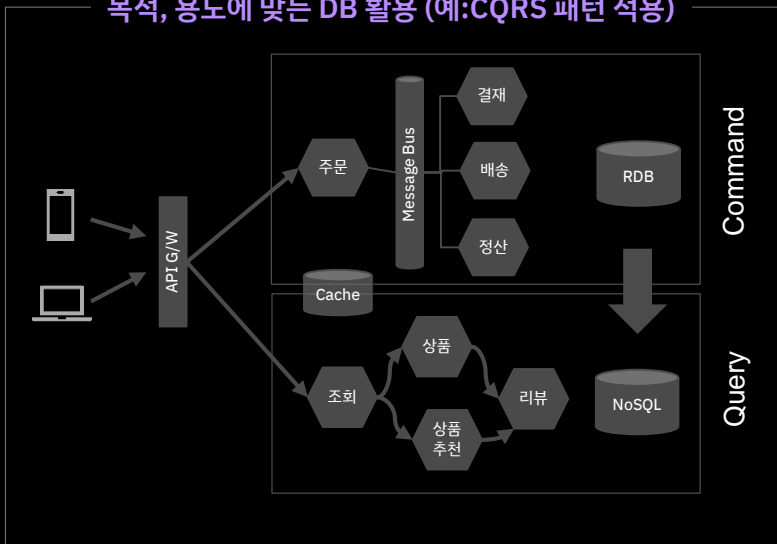 목적, 용도에 맞는 DB 활용 (예:CQRS 패턴 적용)
API G/W
주문
Message Bus
결재
배송
정산
RDB
Command
Cache
조회
상품
상품
추천
리뷰
NoSQL
Query